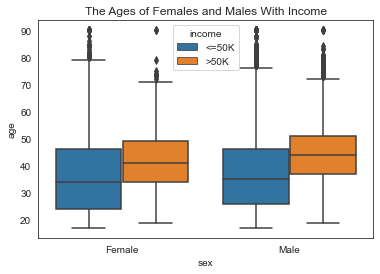 The Ages of Females and Males With Income
income
<=50K
>50K
90
80
70
60
50
40
30
20
age
Female Male
sex